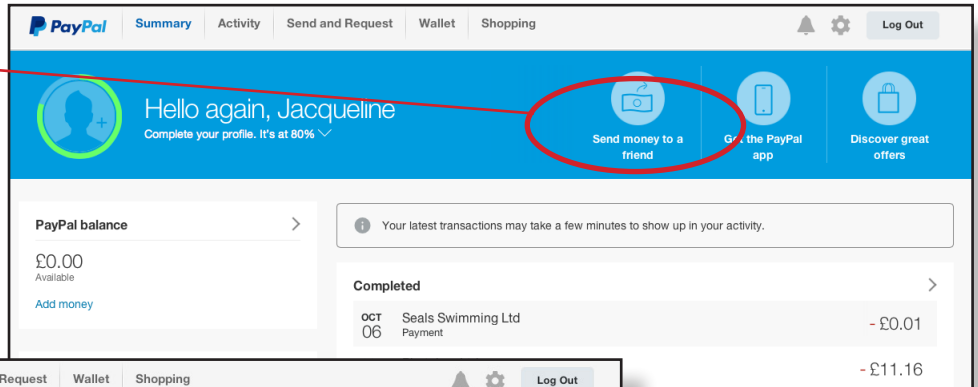 PayPal Summary Activity Send and Request Wallet Shopping Log Out
Hello again, Jacqueline
Complete your profile. It's at 80%
Send money to a
friend
Get the PayPal
app
Discover great
offers
PayPal balance
£0.00
Available
Add money
Your latest transactions may take a few minutes to show up in your activity.
Completed
OCT
06
Seals Swimming Ltd
Payment
- £0.01
- £11.16
Request Wallet Shopping Log Out